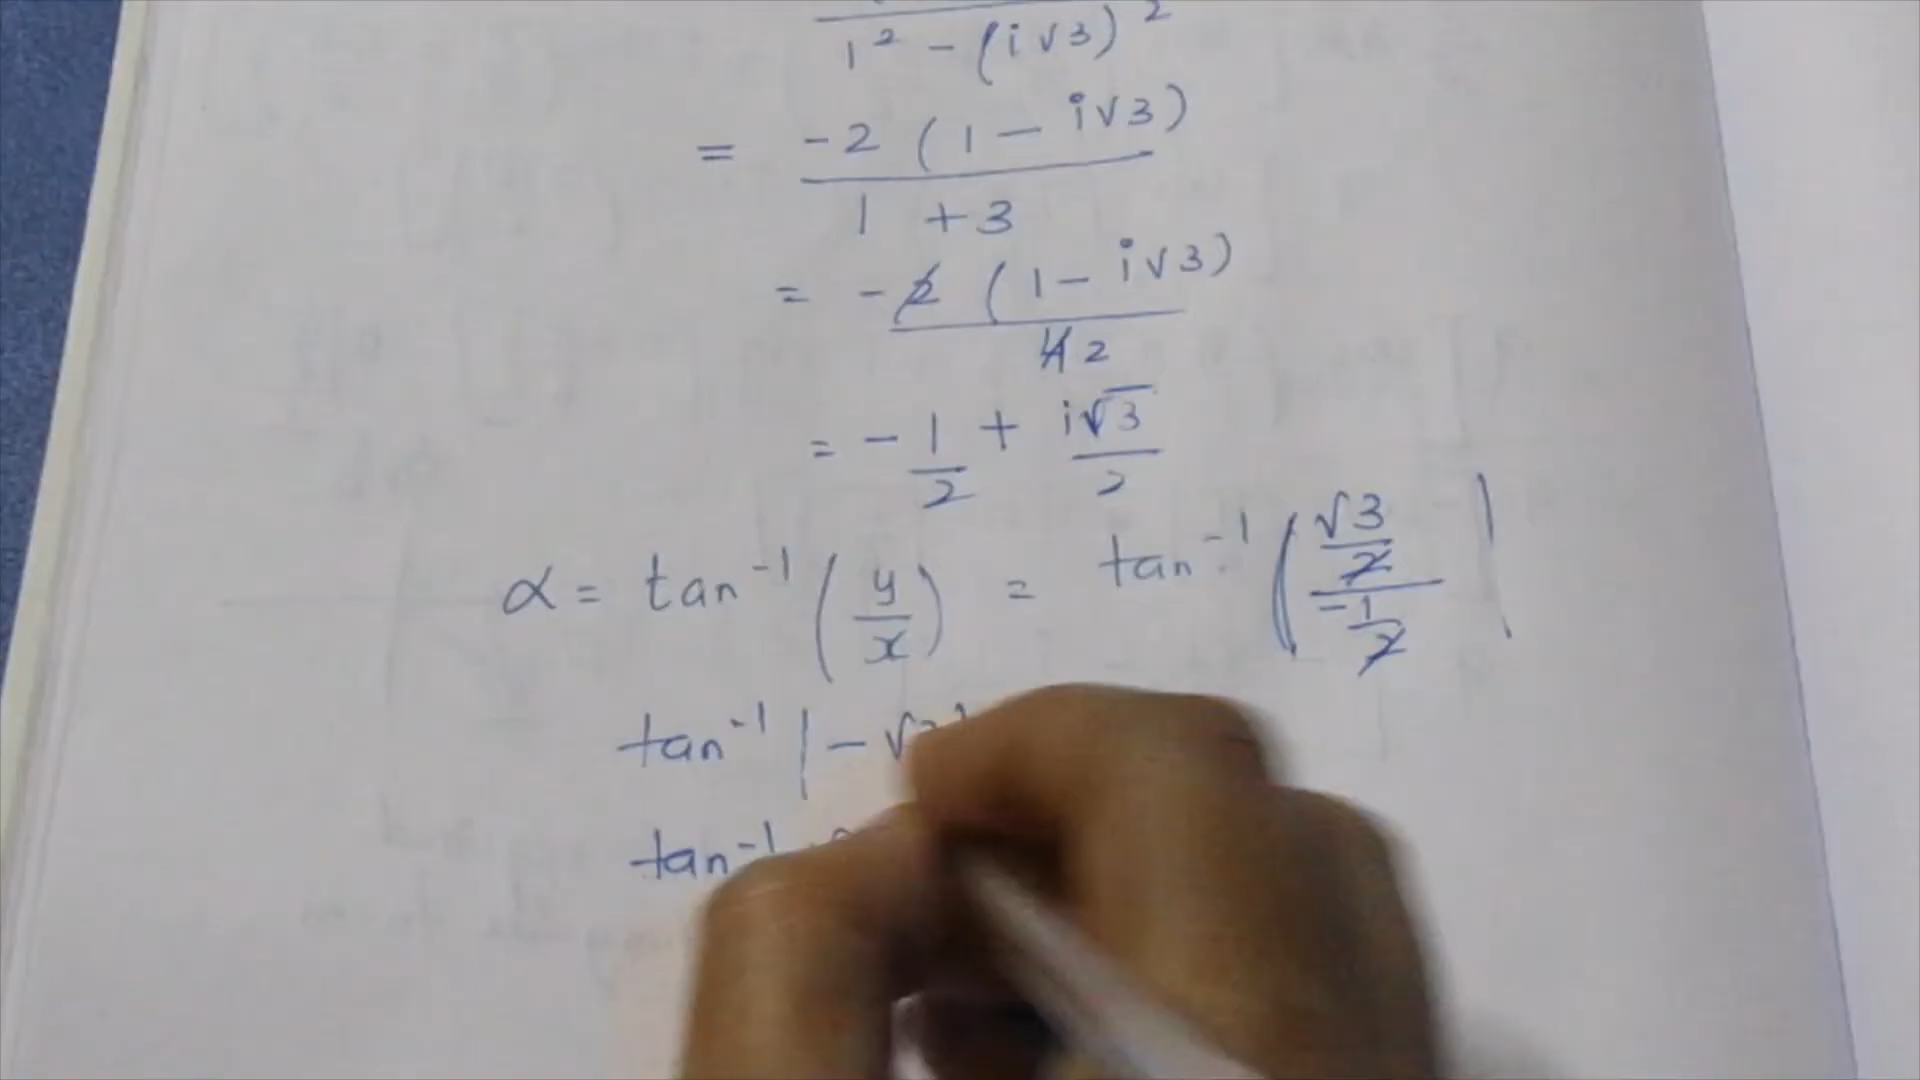 1² - (i√3)²
= -2 (1 - i√3) / 1 + 3
= -2 (1 - i√3) / 4 2
= - 1/2 + i√3/2
α = tan⁻¹ (y/x) = tan⁻¹ | √3/2 / -1/2 |
tan⁻¹ | - √
tan⁻¹